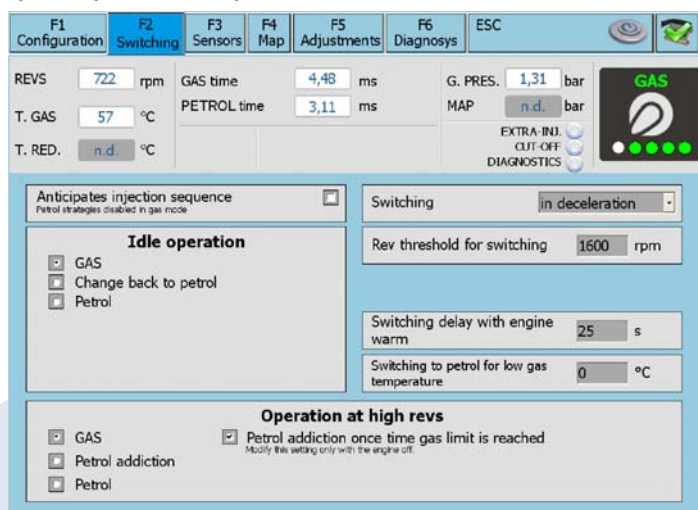 F1 F2 F3 F4 F5 F6 ESC
Configuration Switching Sensors Map Adjustments Diagnosys
REVS 722 rpm GAS time 4,48 ms G. PRES. 1,31 bar GAS
T. GAS 57 °C PETROL time 3,11 ms MAP n.d. bar
T. RED. n.d. °C
EXTRA-INJ.
CUT-OFF
DIAGNOSTICS
Anticipates injection sequence
Petrol strategies disabled in gas mode
Switching in deceleration
Idle operation
GAS
Change back to petrol
Petrol
Rev threshold for switching 1600 rpm
Switching delay with engine
warm 25 s
Switching to petrol for low gas
temperature 0 °C
Operation at high revs
GAS
Petrol addiction
Petrol
Petrol addiction once time gas limit is reached
Modify this setting only with the engine off.